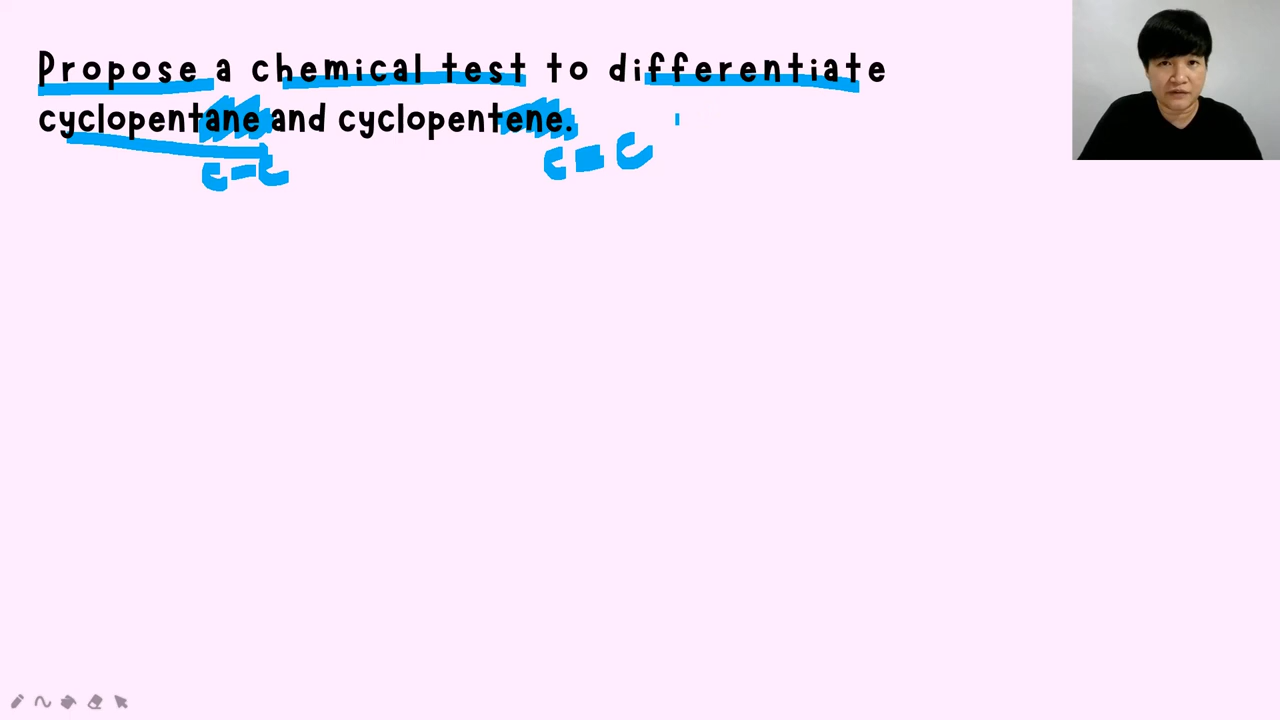 Propose a chemical test to differentiate
cyclopentane and cyclopentene.
C-C C=C